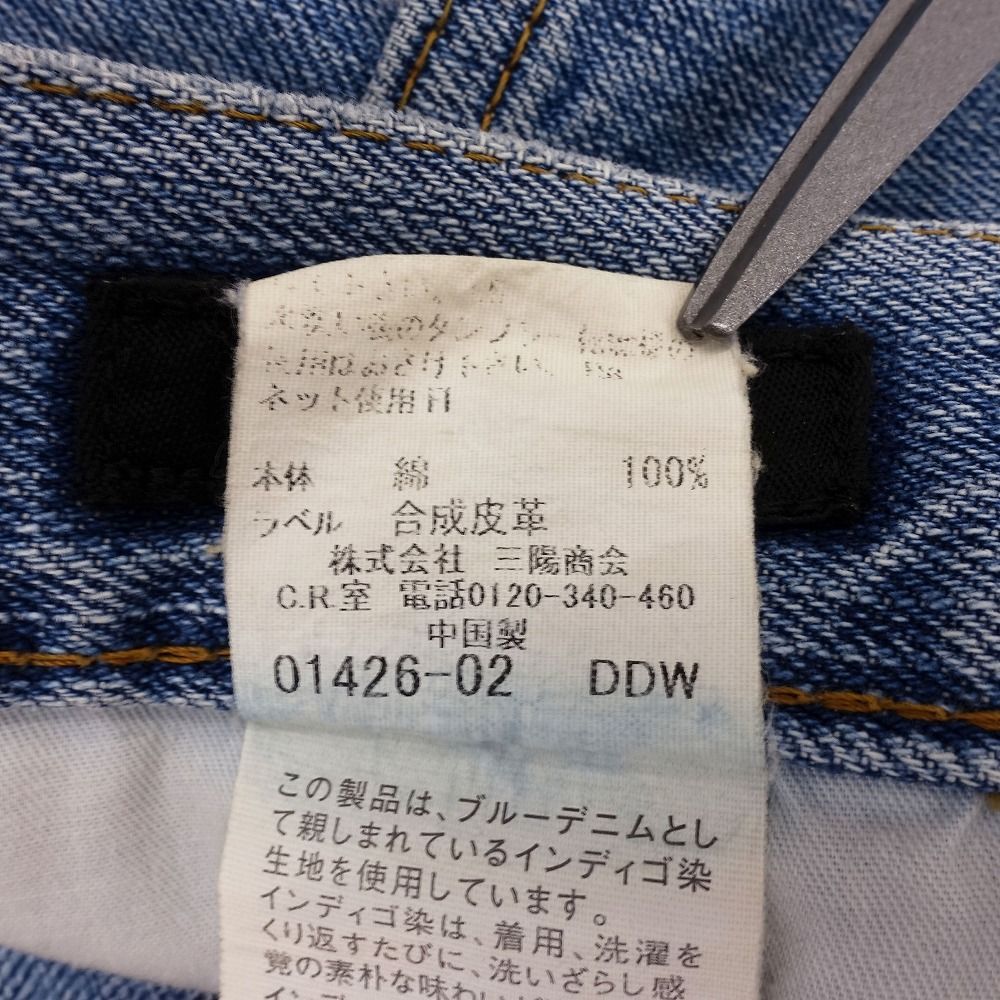 のタンブ
は
ネット使用
本体 綿 100%
ラベル 合成皮革
株式会社 三陽商会
C.R.室 電話0120-340-460
中国製
01426-02 DDW
この製品は、ブルーデニムとし
て親しまれているインディゴ染
生地を使用しています。
インディゴ染は、着用、洗濯を
くり返すたびに、洗いざらし感
覚の素朴な味わい